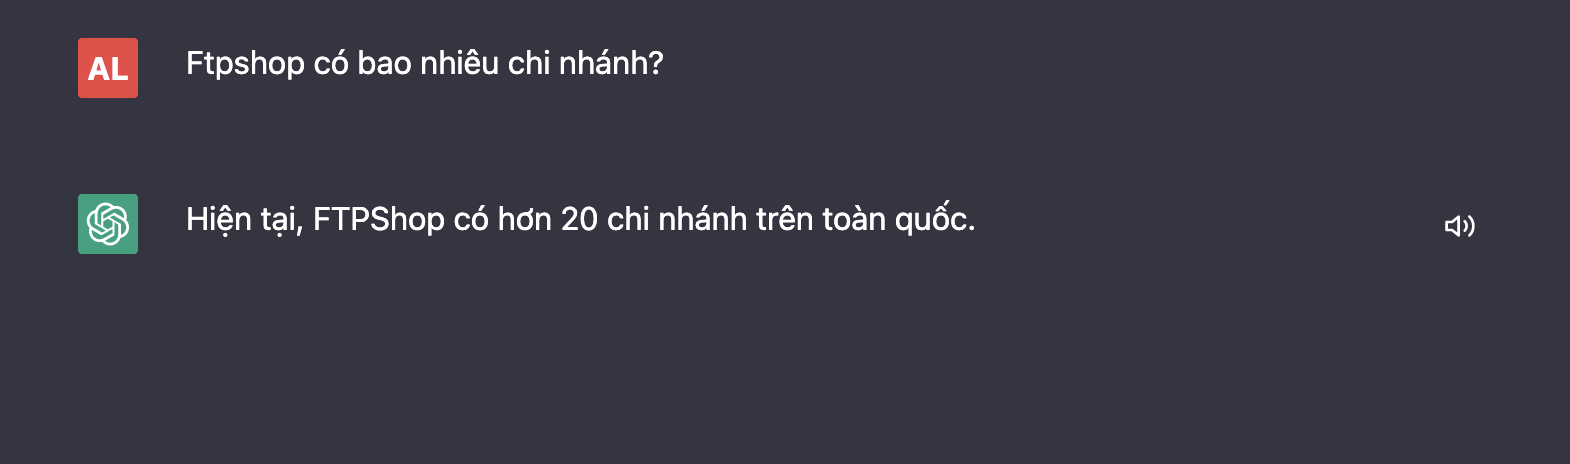 AL
Ftpshop có bao nhiêu chi nhánh?
Hiện tại, FTPShop có hơn 20 chi nhánh trên toàn quốc.